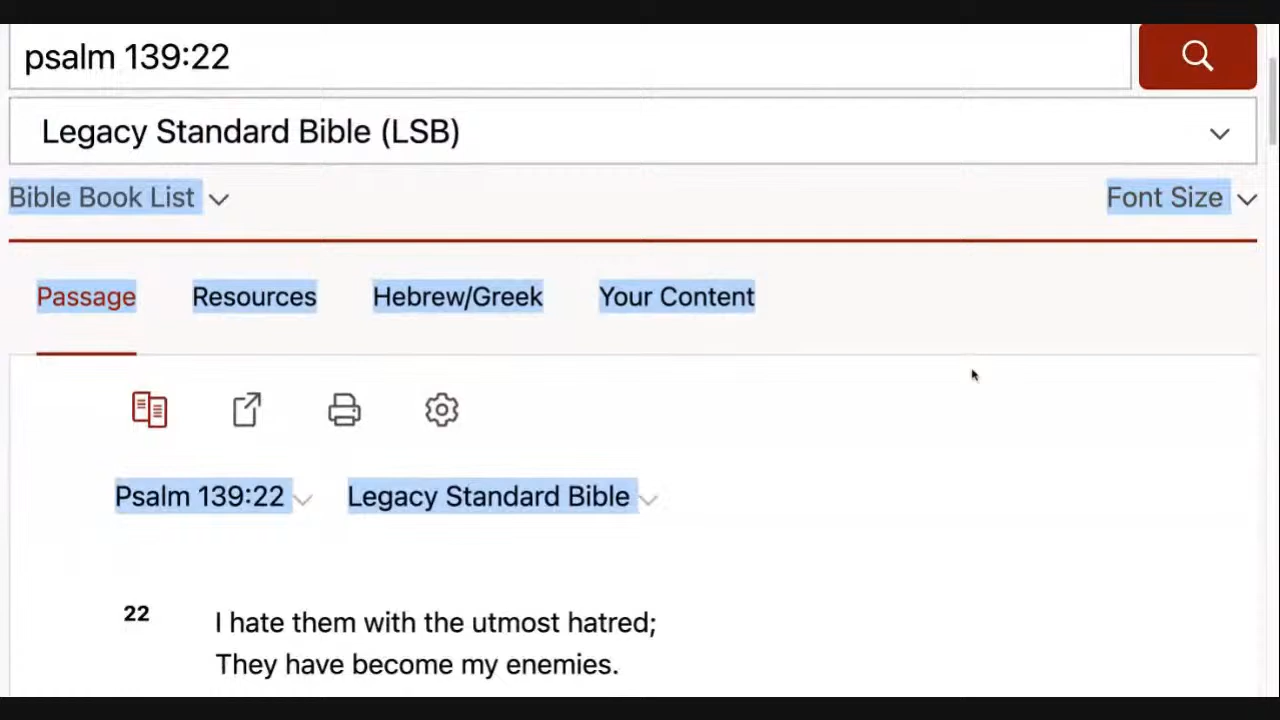 psalm 139:22
Legacy Standard Bible (LSB)
Bible Book List
Font Size
Passage Resources Hebrew/Greek Your Content
Psalm 139:22 Legacy Standard Bible
22 I hate them with the utmost hatred;
They have become my enemies.